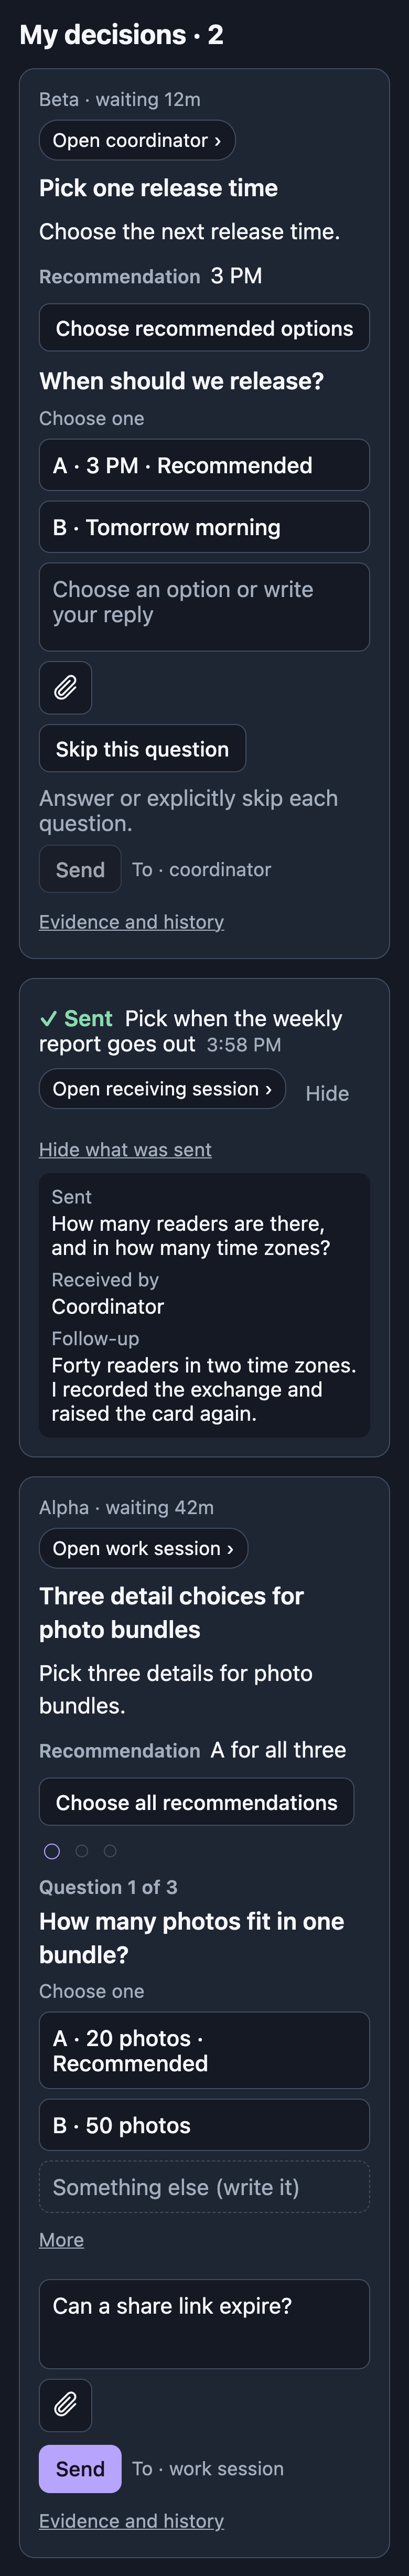 My decisions · 2
Beta · waiting 12m
Open coordinator ›
Pick one release time
Choose the next release time.
Recommendation 3 PM
Choose recommended options
When should we release?
Choose one
A · 3 PM · Recommended
B · Tomorrow morning
Choose an option or write
your reply
Skip this question
Answer or explicitly skip each
question.
Send To · coordinator
Evidence and history
✓ Sent Pick when the weekly
report goes out 3:58 PM
Open receiving session › Hide
Hide what was sent
Sent
How many readers are there,
and in how many time zones?
Received by
Coordinator
Follow-up
Forty readers in two time zones.
I recorded the exchange and
raised the card again.
Alpha · waiting 42m
Open work session ›
Three detail choices for
photo bundles
Pick three details for photo
bundles.
Recommendation A for all three
Choose all recommendations
Question 1 of 3
How many photos fit in one
bundle?
Choose one
A · 20 photos ·
Recommended
B · 50 photos
Something else (write it)
More
Can a share link expire?
Send To · work session
Evidence and history